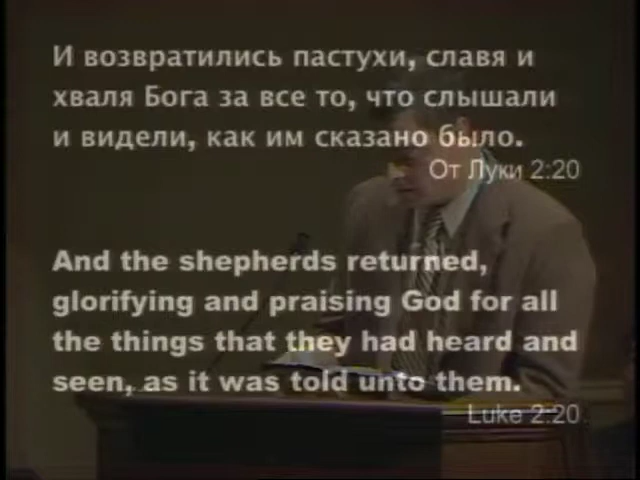 И возвратились пастухи, славя и
хваля Бога за все то, что слышали
и видели, как им сказано было.
От Луки 2:20
And the shepherds returned,
glorifying and praising God for all
the things that they had heard and
seen, as it was told unto them.
Luke 2:20